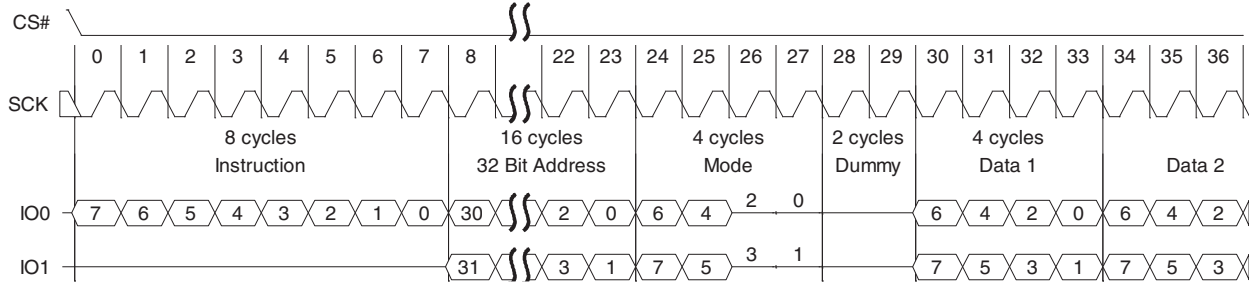 CS#
0 1 2 3 4 5 6 7 8 22 23 24 25 26 27 28 29 30 31 32 33 34 35 36
SCK
8 cycles 16 cycles 4 cycles 2 cycles 4 cycles
Instruction 32 Bit Address Mode Dummy Data 1 Data 2
IO0 7 6 5 4 3 2 1 0 30 2 0 6 4 2 0 6 4 2 0 6 4 2
IO1 31 3 1 7 5 3 1 7 5 3 1 7 5 3